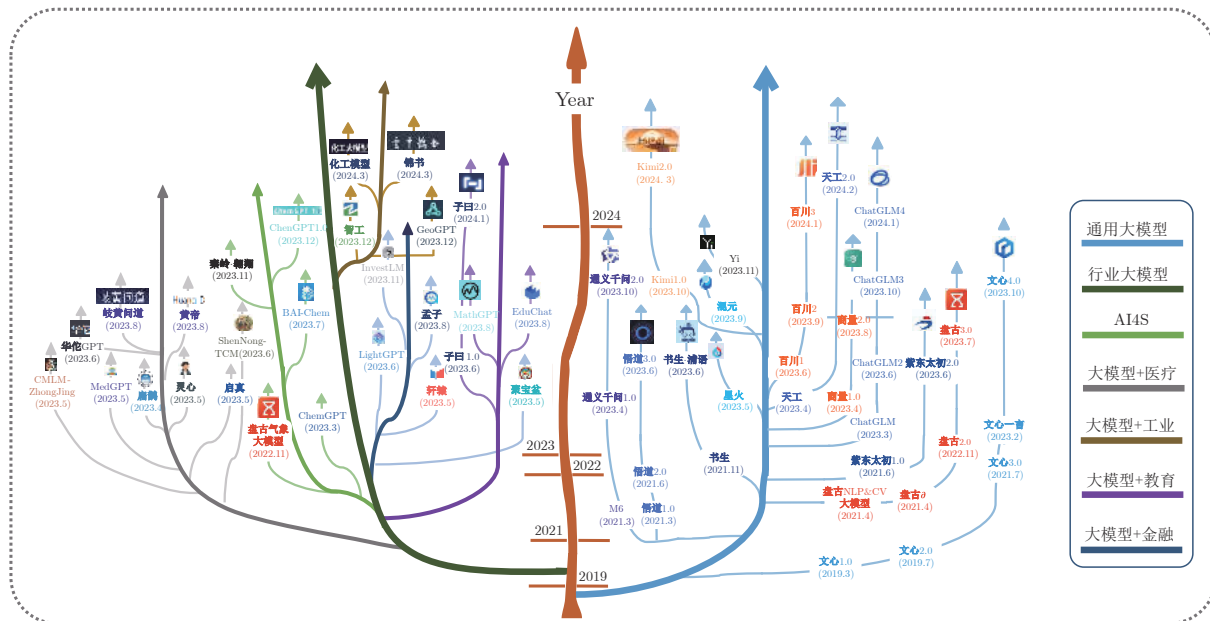 Year
2024
2023
2022
2021
2019
化工大模型
化工模型
(2024.3)
锦书
(2024.3)
智工
(2023.12)
GeoGPT
(2023.12)
子曰2.0
(2024.1)
ChemGPT1.0
(2023.12)
(2023.11)
InvestLM
(2023.11)
孟子
(2023.8)
MathGPT
(2023.8)
EduChat
(2023.8)
岐黄问道
(2023.8)
黄帝
(2023.8)
BAI-Chem
(2023.7)
ShenNong-
TCM(2023.6)
华佗GPT
(2023.6)
LightGPT
(2023.6)
子曰1.0
(2023.6)
轩辕
(2023.5)
聚宝盆
(2023.5)
CMLM-
ZhongJing
(2023.5)
MedGPT
(2023.5)
扁鹊
(2023.4)
灵心
(2023.5)
启真
(2023.5)
盘古气象
大模型
(2022.11)
ChemGPT
(2023.3)
Kimi2.0
(2024. 3)
Kimi1.0
(2023.10)
通义千问2.0
(2023.10)
通义千问1.0
(2023.4)
M6
(2021.3)
悟道3.0
(2023.6)
悟道2.0
(2021.6)
悟道1.0
(2021.3)
书生·浦语
(2023.6)
书生
(2021.11)
Yi
(2023.11)
混元
(2023.9)
星火
(2023.5)
百川3
(2024.1)
百川2
(2023.9)
百川1
(2023.6)
天工2.0
(2024.2)
天工
(2023.4)
商量2.0
(2023.8)
商量1.0
(2023.4)
ChatGLM4
(2024.1)
ChatGLM3
(2023.10)
ChatGLM2
(2023.6)
ChatGLM
(2023.3)
紫东太初2.0
(2023.6)
紫东太初1.0
(2021.6)
盘古3.0
(2023.7)
盘古2.0
(2022.11)
盘古α
(2021.4)
盘古NLP&CV
大模型
(2021.4)
文心4.0
(2023.10)
文心一言
(2023.2)
文心3.0
(2021.7)
文心2.0
(2019.7)
文心1.0
(2019.3)
通用大模型
行业大模型
AI4S
大模型+医疗
大模型+工业
大模型+教育
大模型+金融